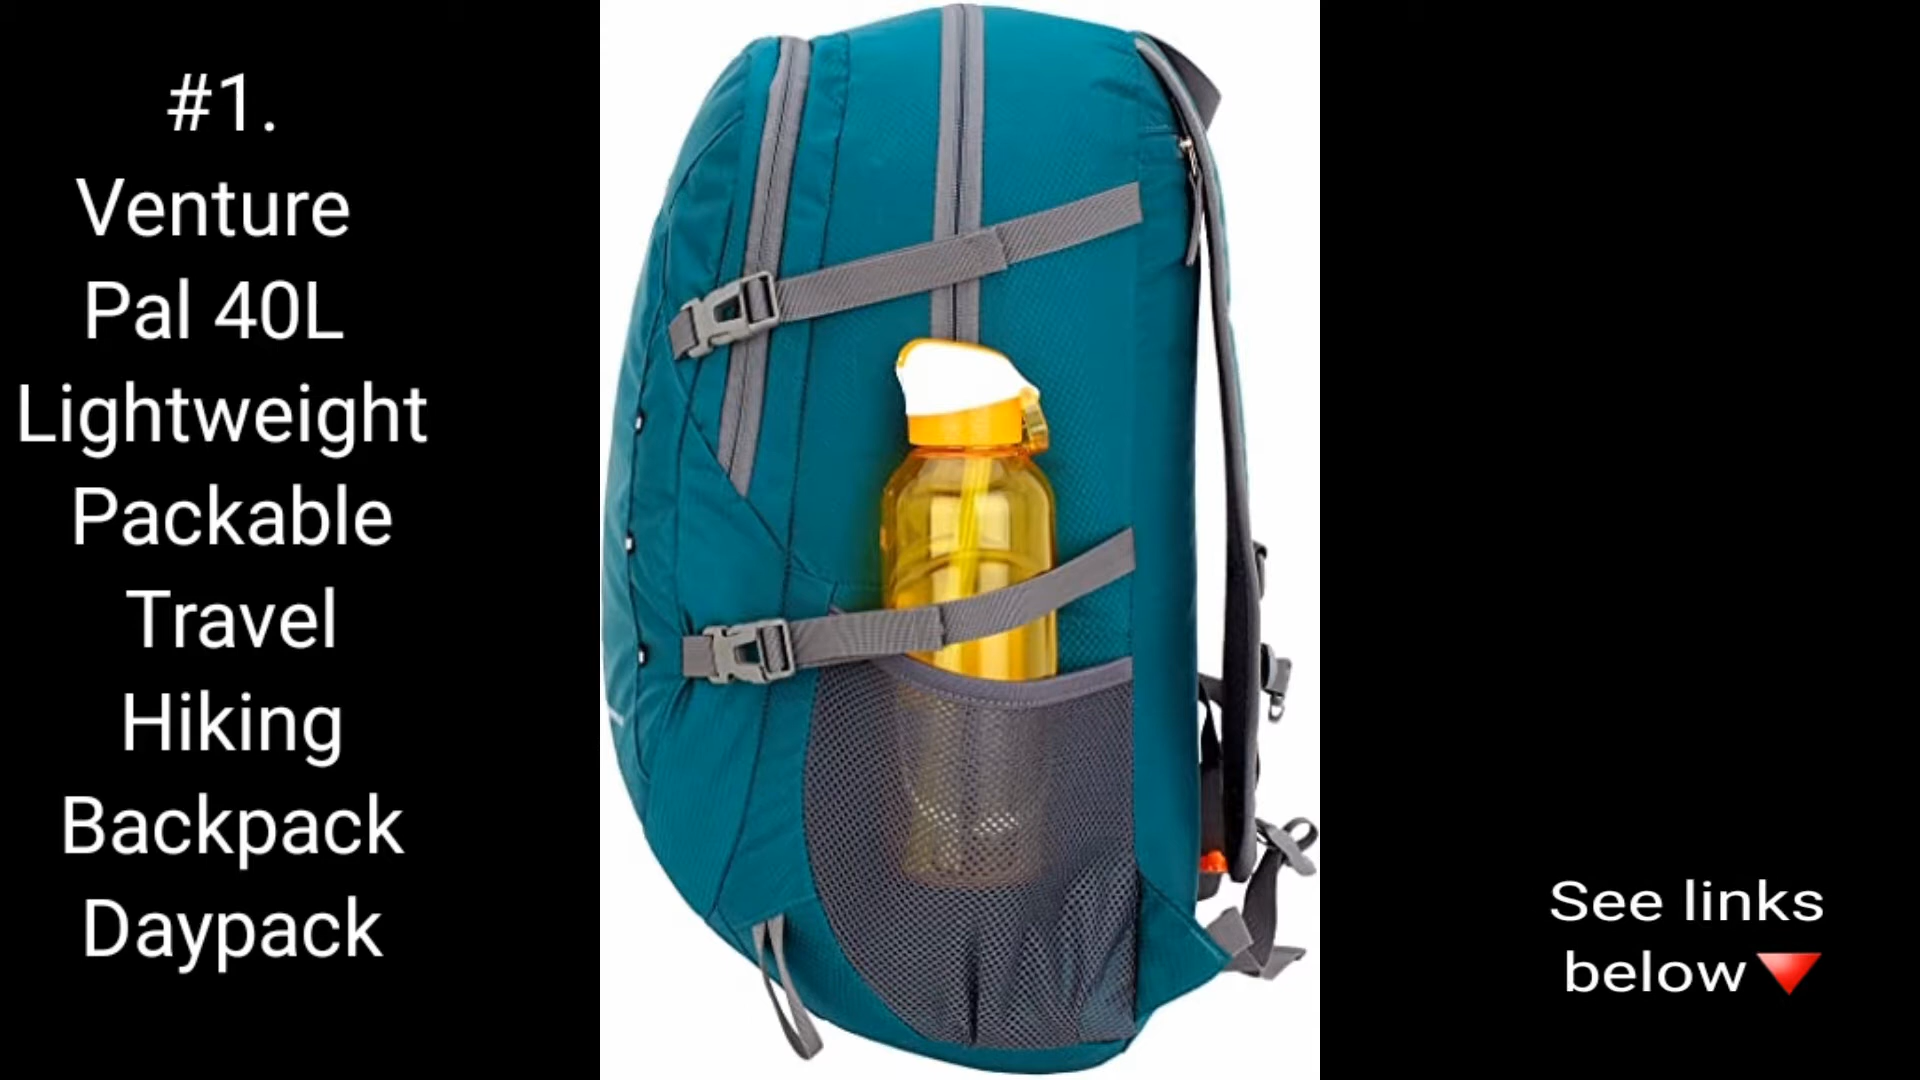 #1.
Venture
Pal 40L
Lightweight
Packable
Travel
Hiking
Backpack
Daypack
See links
below